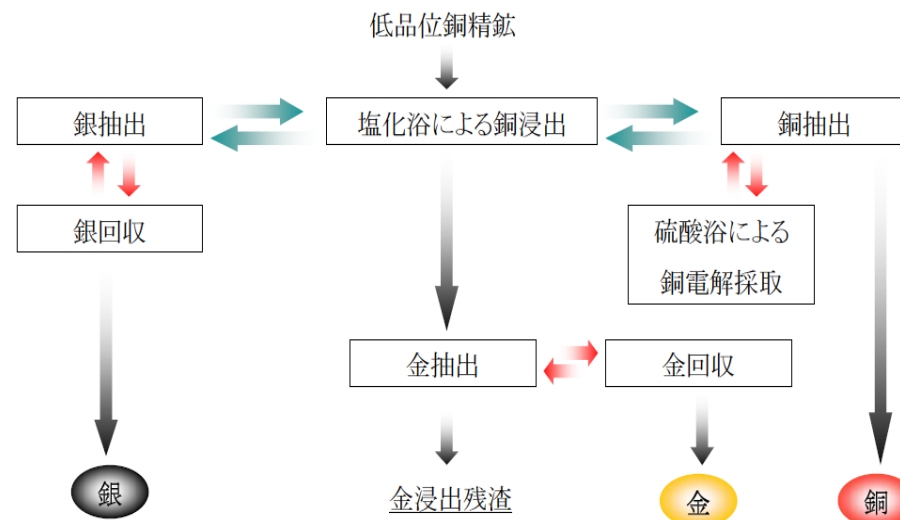 低品位銅精鉱
銀抽出
塩化浴による銅浸出
銅抽出
銀回収
硫酸浴による
銅電解採取
金抽出
金回収
銀
金浸出残渣
金
銅